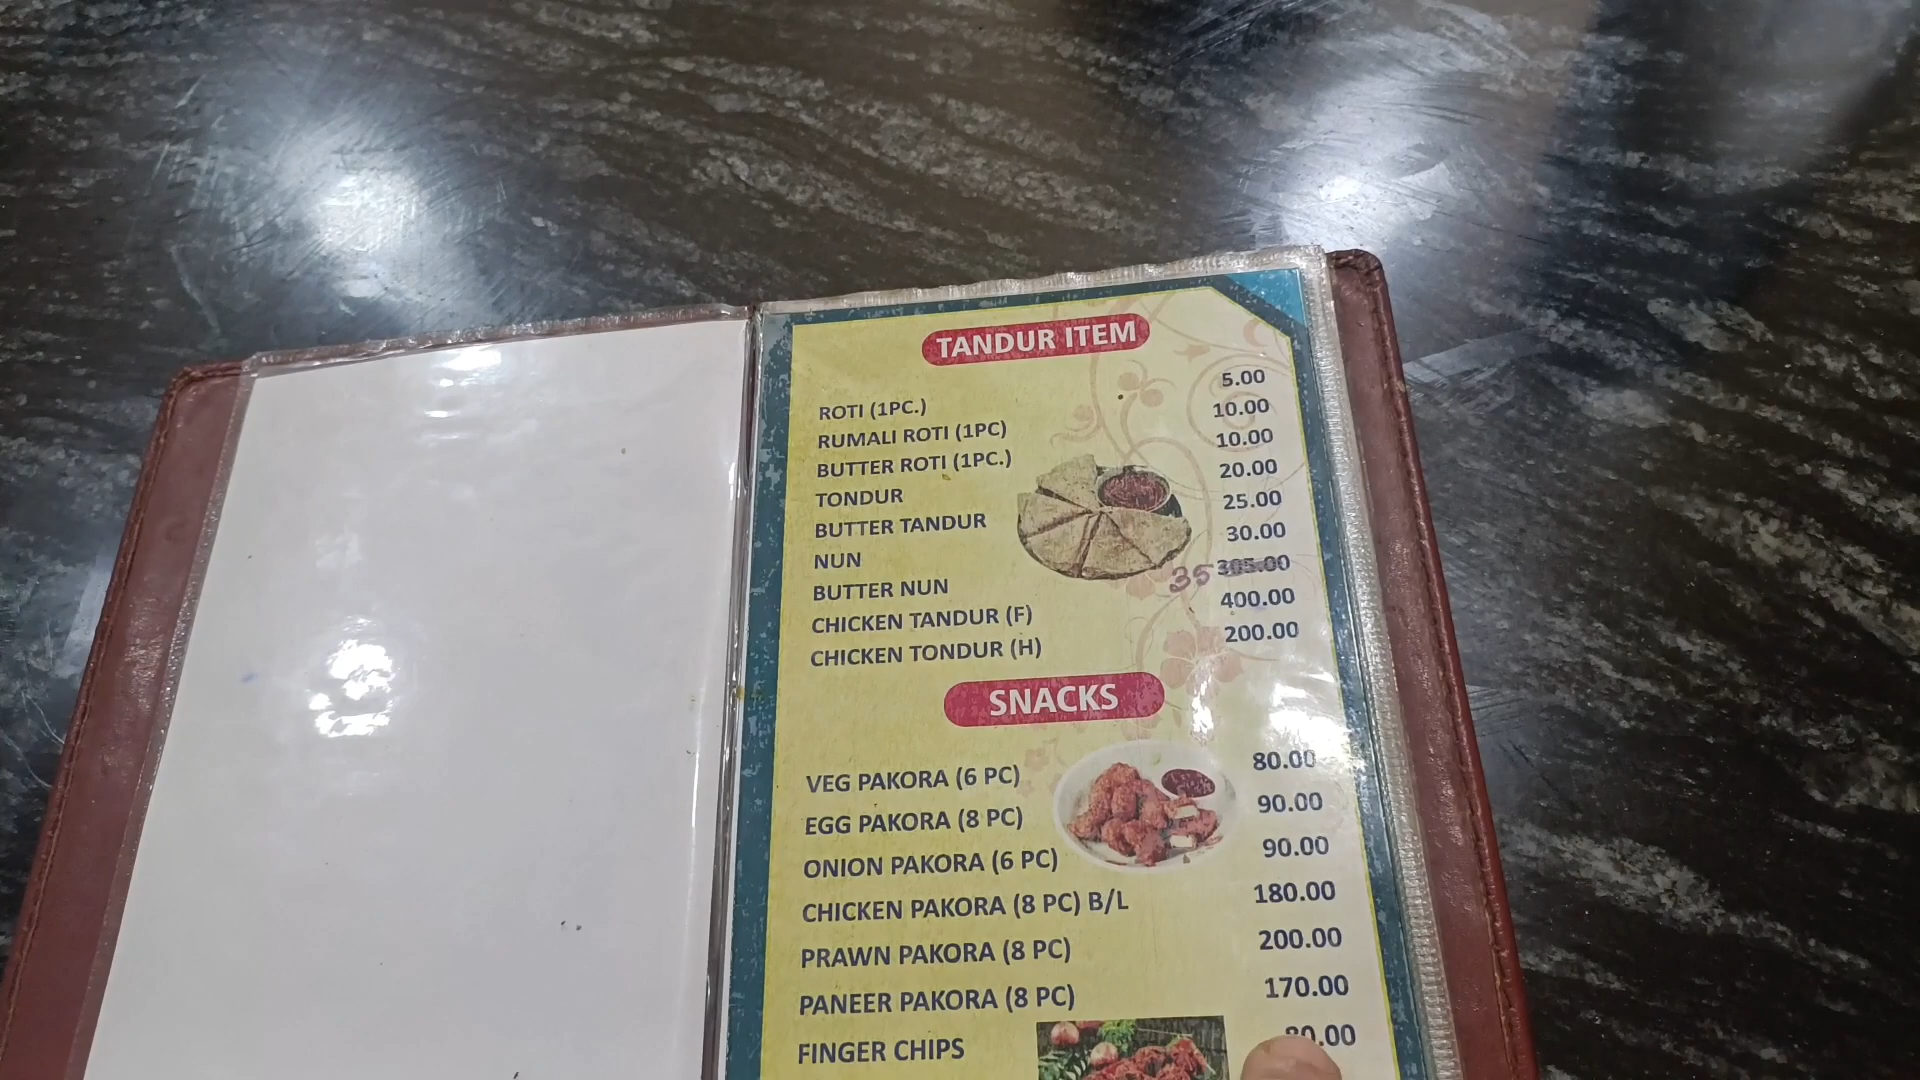 TANDUR ITEM
ROTI (1PC.) 5.00
RUMALI ROTI (1PC) 10.00
BUTTER ROTI (1PC.) 10.00
TONDUR 20.00
BUTTER TANDUR 25.00
NUN 30.00
BUTTER NUN 35 305.00
CHICKEN TANDUR (F) 400.00
CHICKEN TONDUR (H) 200.00
SNACKS
VEG PAKORA (6 PC) 80.00
EGG PAKORA (8 PC) 90.00
ONION PAKORA (6 PC) 90.00
CHICKEN PAKORA (8 PC) B/L 180.00
PRAWN PAKORA (8 PC) 200.00
PANEER PAKORA (8 PC) 170.00
FINGER CHIPS